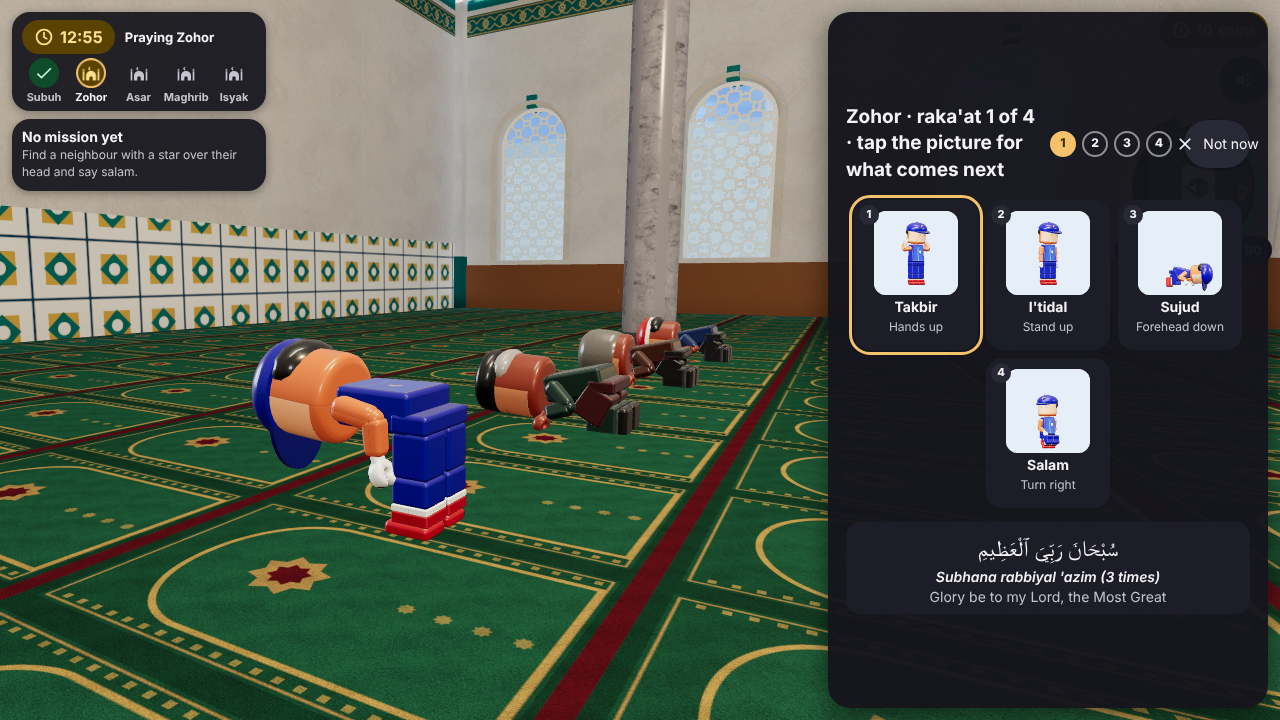 12:55 Praying Zohor
Subuh Zohor Asar Maghrib Isyak
No mission yet
Find a neighbour with a star over their
head and say salam.
Zohor · raka'at 1 of 4
· tap the picture for
what comes next
1 2 3 4 Not now
1
Takbir
Hands up
2
I'tidal
Stand up
3
Sujud
Forehead down
4
Salam
Turn right
سُبْحَانَ رَبِّيَ ٱلْعَظِيمِ
Subhana rabbiyal 'azim (3 times)
Glory be to my Lord, the Most Great